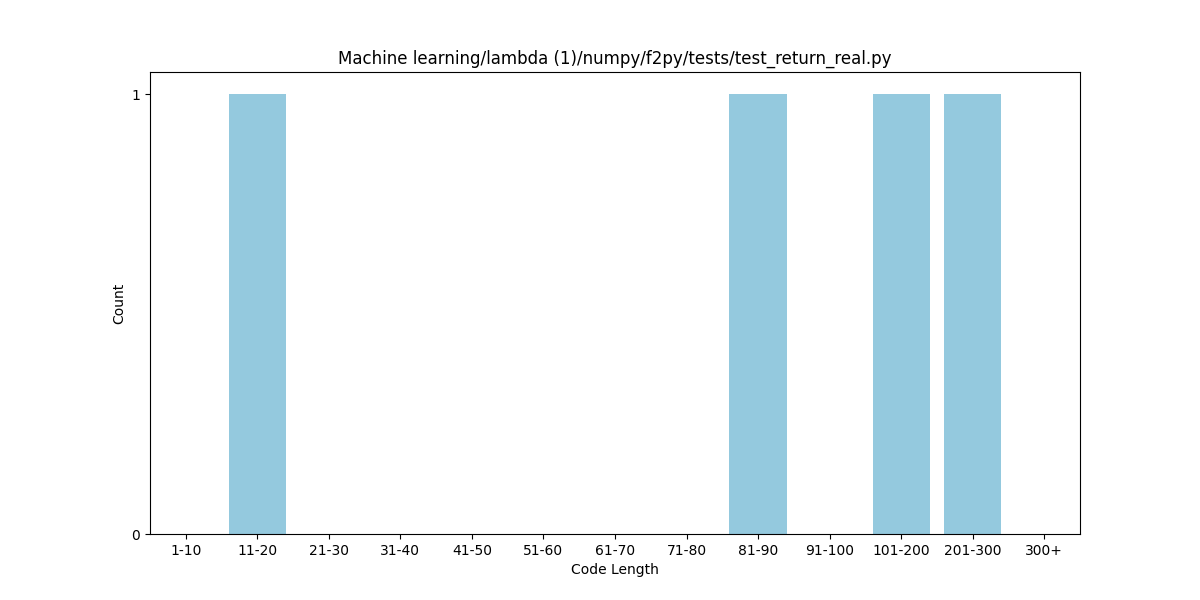 Machine learning/lambda (1)/numpy/f2py/tests/test_return_real.py
1
Count
0
1-10 11-20 21-30 31-40 41-50 51-60 61-70 71-80 81-90 91-100 101-200 201-300 300+
Code Length